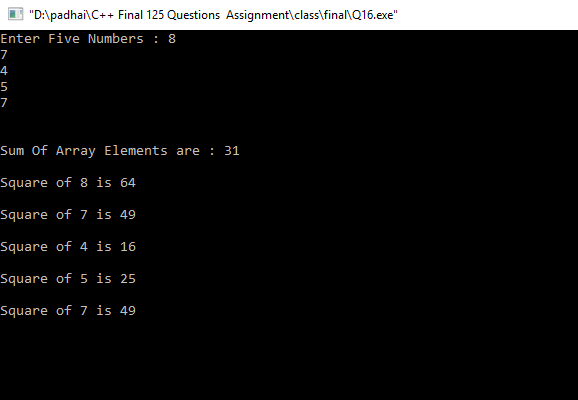 "D:\padhai\C++ Final 125 Questions  Assignment\class\final\Q16.exe"
Enter Five Numbers : 8
7
4
5
7
Sum Of Array Elements are : 31
Square of 8 is 64
Square of 7 is 49
Square of 4 is 16
Square of 5 is 25
Square of 7 is 49